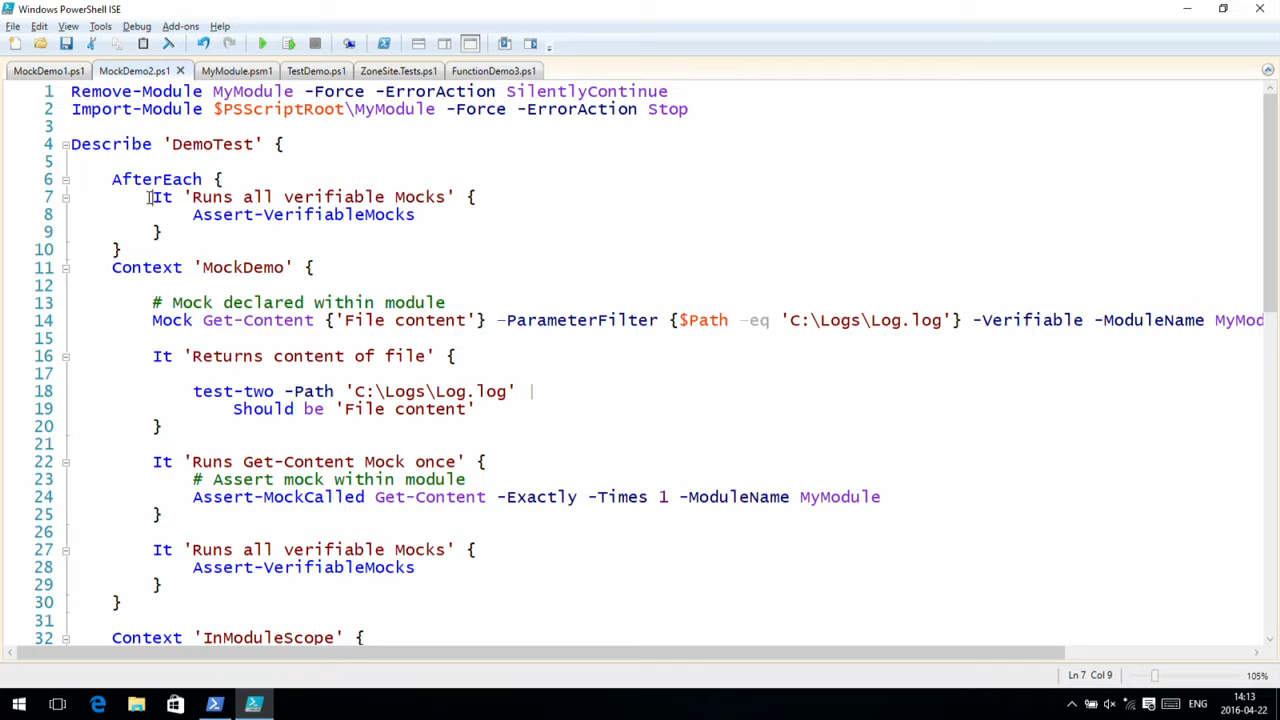 Windows PowerShell ISE
File Edit View Tools Debug Add-ons Help
MockDemo1.ps1 MockDemo2.ps1 MyModule.psm1 TestDemo.ps1 ZoneSite.Tests.ps1 FunctionDemo3.ps1
1 Remove-Module MyModule -Force -ErrorAction SilentlyContinue
2 Import-Module $PSScriptRoot\MyModule -Force -ErrorAction Stop
3
4 Describe 'DemoTest' {
5
6 AfterEach {
7 It 'Runs all verifiable Mocks' {
8 Assert-VerifiableMocks
9 }
10 }
11 Context 'MockDemo' {
12
13 # Mock declared within module
14 Mock Get-Content {'File content'} -ParameterFilter {$Path -eq 'C:\Logs\Log.log'} -Verifiable -ModuleName MyMod
15
16 It 'Returns content of file' {
17
18 test-two -Path 'C:\Logs\Log.log' |
19 Should be 'File content'
20 }
21
22 It 'Runs Get-Content Mock once' {
23 # Assert mock within module
24 Assert-MockCalled Get-Content -Exactly -Times 1 -ModuleName MyModule
25 }
26
27 It 'Runs all verifiable Mocks' {
28 Assert-VerifiableMocks
29 }
30 }
31
32 Context 'InModuleScope' {
Ln 7 Col 9 105%
ENG 14:13
2016-04-22